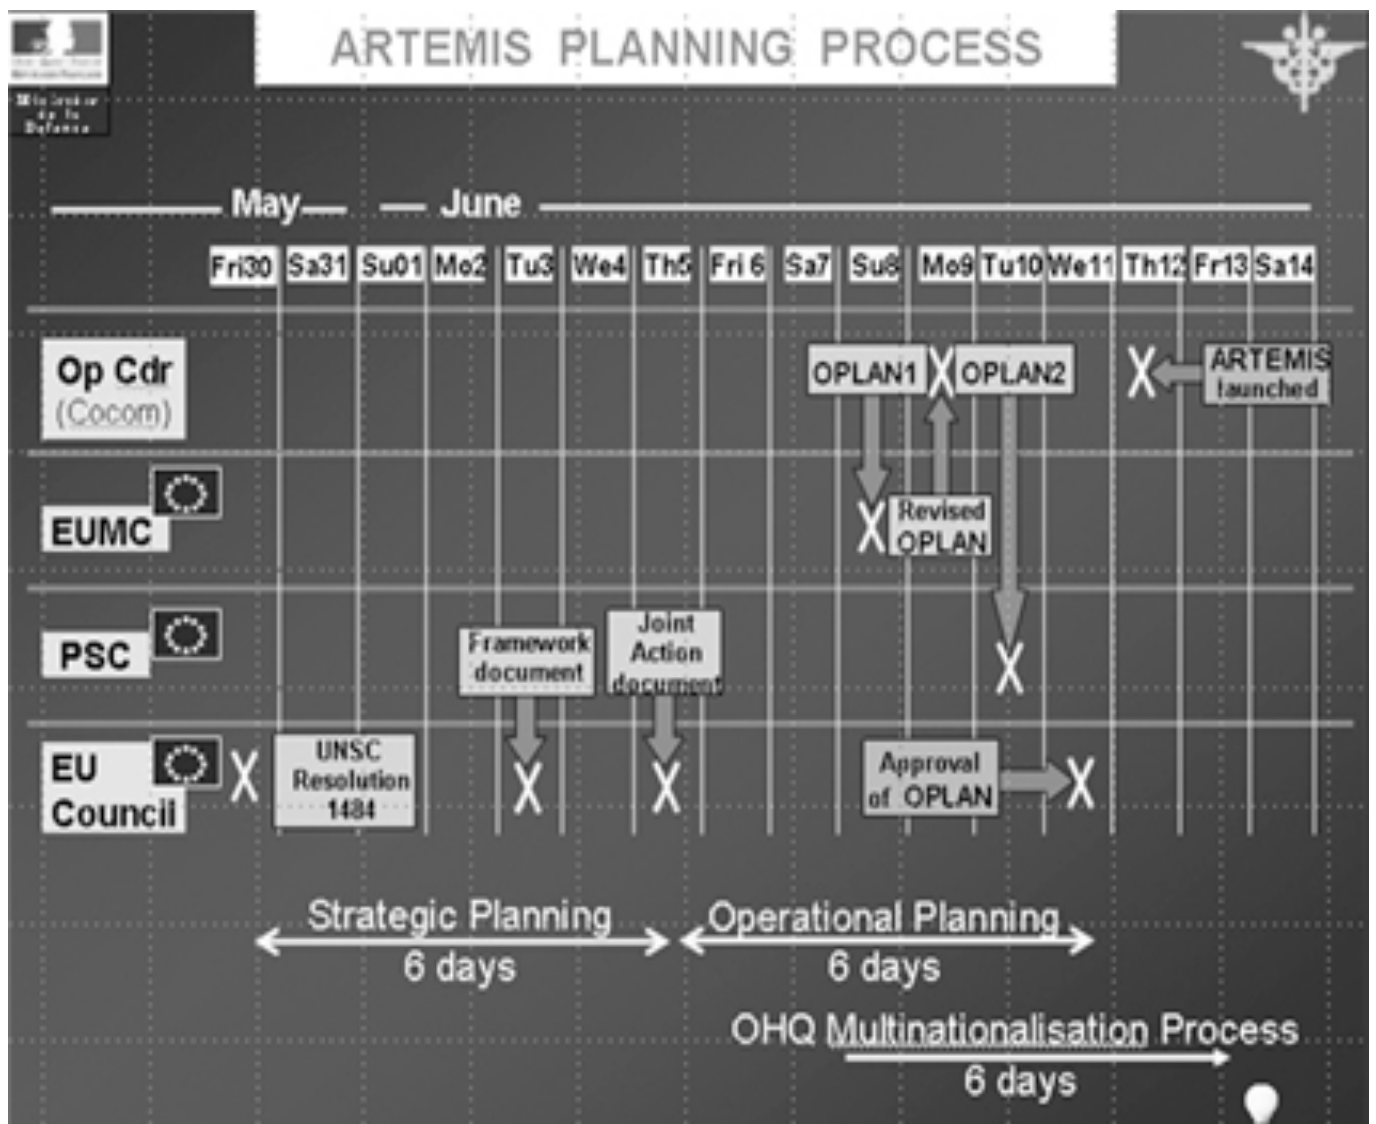 ARTEMIS PLANNING PROCESS
May
June
Fri30 Sa31 Su01 Mo2 Tu3 We4 Th5 Fri 6 Sa7 Su8 Mo9 Tu10 We11 Th12 Fr13 Sa14
Op Cdr
(Cocom)
OPLAN1 X OPLAN2
X
ARTEMIS
launched
EUMC
X
Revised
OPLAN
PSC
Framework
document
Joint
Action
document
X
EU
Council
X
UNSC
Resolution
1484
X
X
Approval
of OPLAN
X
Strategic Planning
6 days
Operational Planning
6 days
OHQ Multinationalisation Process
6 days